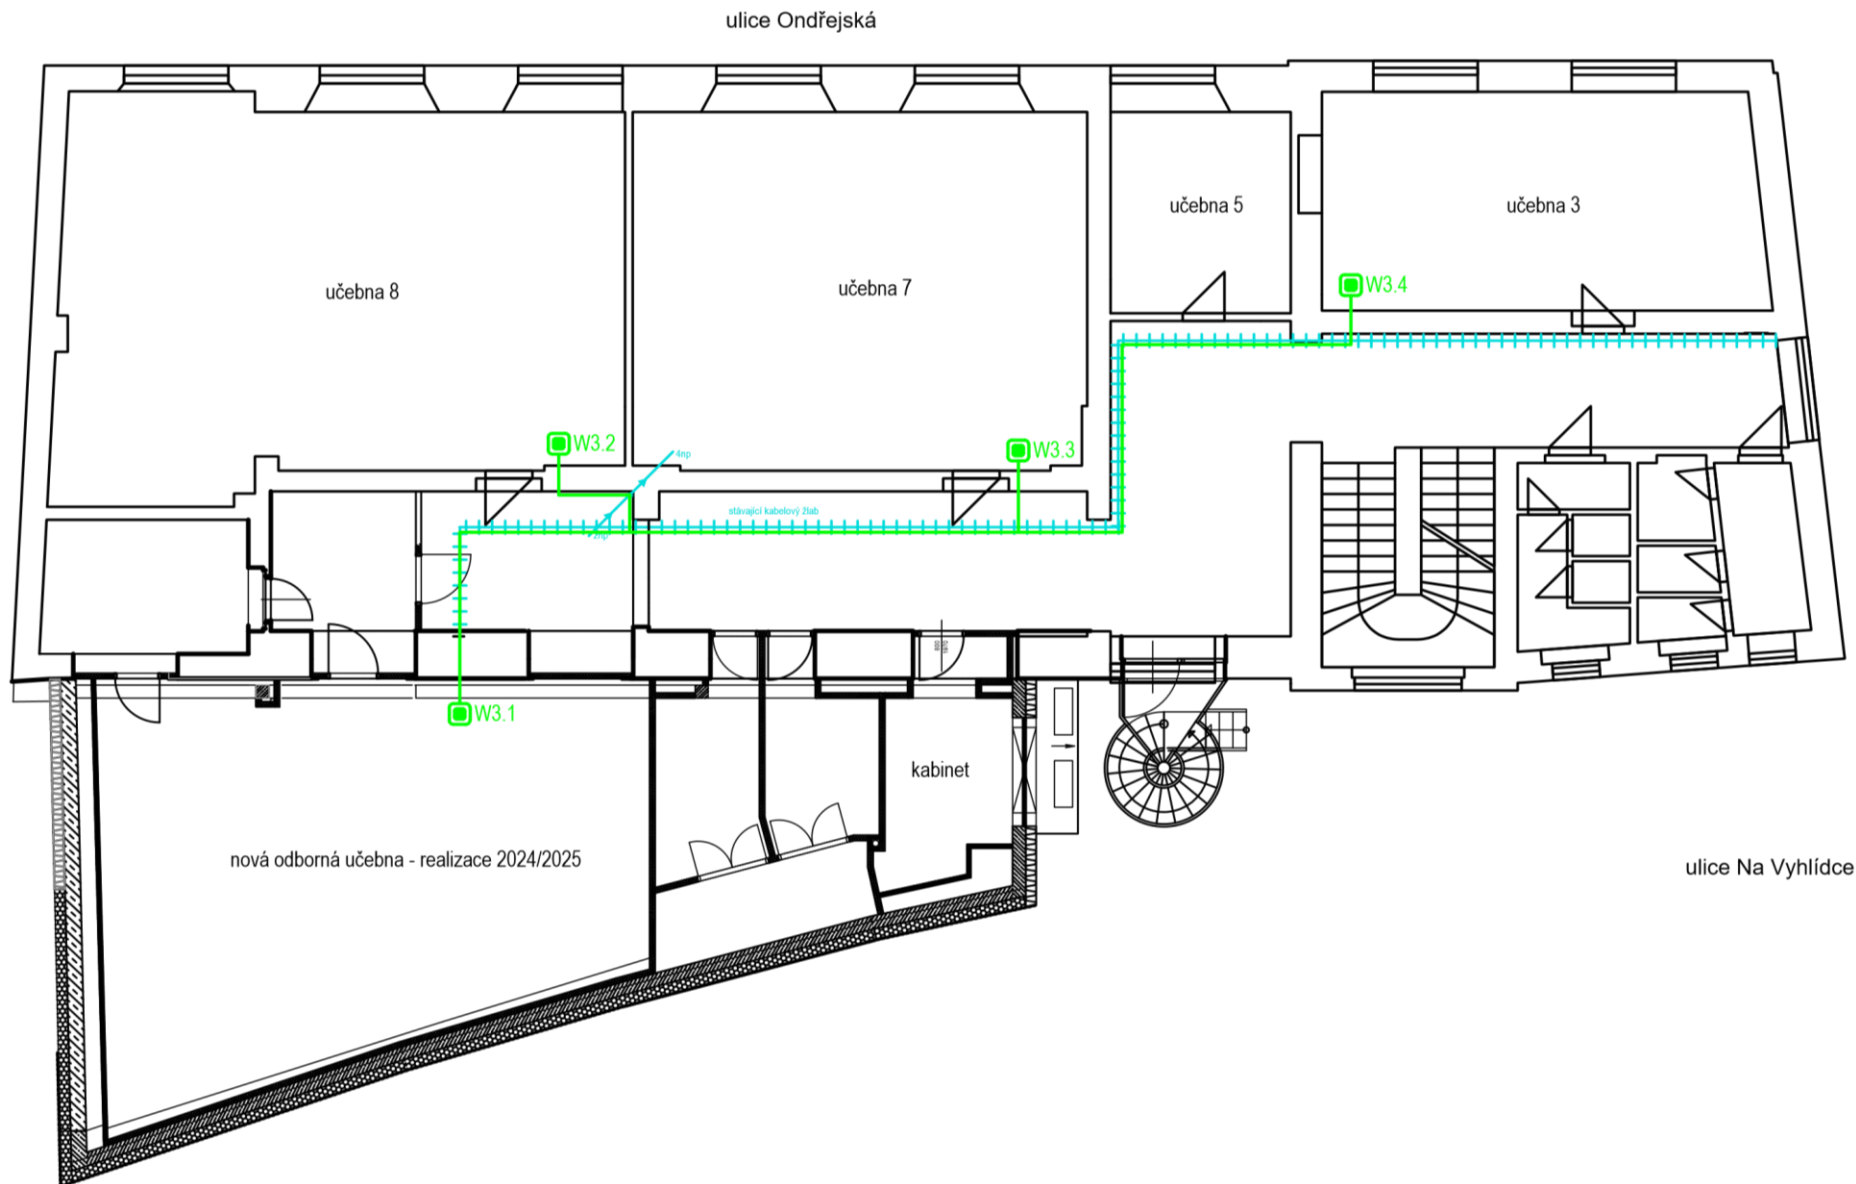 ulice Ondřejská
učebna 5
učebna 3
učebna 8
učebna 7
W3.4
W3.2
W3.3
4np
stávající kabelový žlab
2np
W3.1
kabinet
nová odborná učebna - realizace 2024/2025
ulice Na Vyhlídce